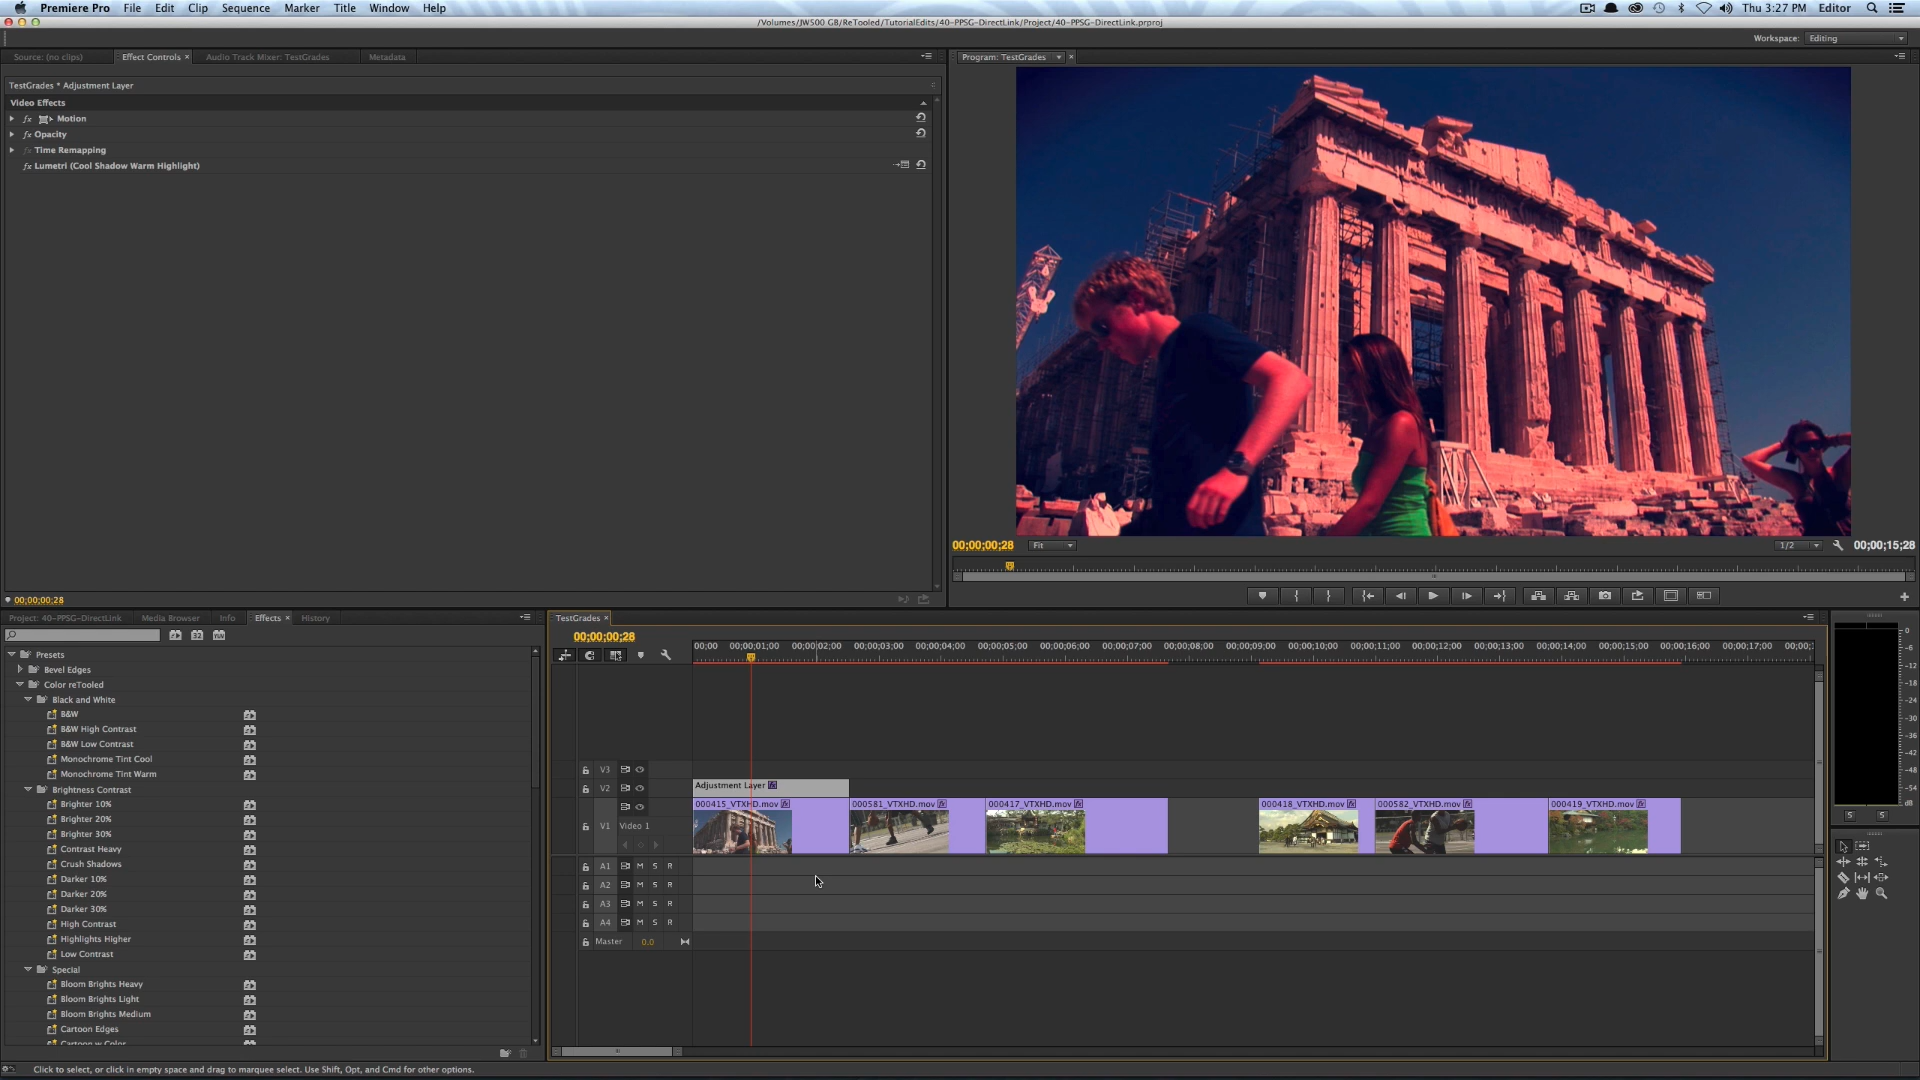 Premiere Pro File Edit Clip Sequence Marker Title Window Help Thu 3:27 PM Editor
/Volumes/JW500 GB/ReTooled/TutorialEdits/40-PPSG-DirectLink/Project/40-PPSG-DirectLink.prproj
Workspace: Editing
Source: (no clips) Effect Controls × Audio Track Mixer: TestGrades Metadata
Program: TestGrades ×
TestGrades * Adjustment Layer
Video Effects
fx Motion
fx Opacity
fx Time Remapping
fx Lumetri (Cool Shadow Warm Highlight)
00;00;00;28 Fit 1/2 00;00;15;28
00;00;00;28
Project: 40-PPSG-DirectLink Media Browser Info Effects × History
TestGrades ×
00;00;00;28
00;00 00;00;01;00 00;00;02;00 00;00;03;00 00;00;04;00 00;00;05;00 00;00;06;00 00;00;07;00 00;00;08;00 00;00;09;00 00;00;10;00 00;00;11;00 00;00;12;00 00;00;13;00 00;00;14;00 00;00;15;00 00;00;16;00 00;00;17;00
Presets
Bevel Edges
Color reTooled
Black and White
B&W
B&W High Contrast
B&W Low Contrast
Monochrome Tint Cool
Monochrome Tint Warm
Brightness Contrast
Brighter 10%
Brighter 20%
Brighter 30%
Contrast Heavy
Crush Shadows
Darker 10%
Darker 20%
Darker 30%
High Contrast
Highlights Higher
Low Contrast
Special
Bloom Brights Heavy
Bloom Brights Light
Bloom Brights Medium
Cartoon Edges
Cartoon w Color
V3
V2 Adjustment Layer
000415_VTXHD.mov 000581_VTXHD.mov 000417_VTXHD.mov 000418_VTXHD.mov 000582_VTXHD.mov 000419_VTXHD.mov
V1 Video 1
A1 M S R
A2 M S R
A3 M S R
A4 M S R
Master 0.0
0
-6
-12
-18
-24
-30
-36
-42
-48
-54
dB
S S
Click to select, or click in empty space and drag to marquee select. Use Shift, Opt, and Cmd for other options.